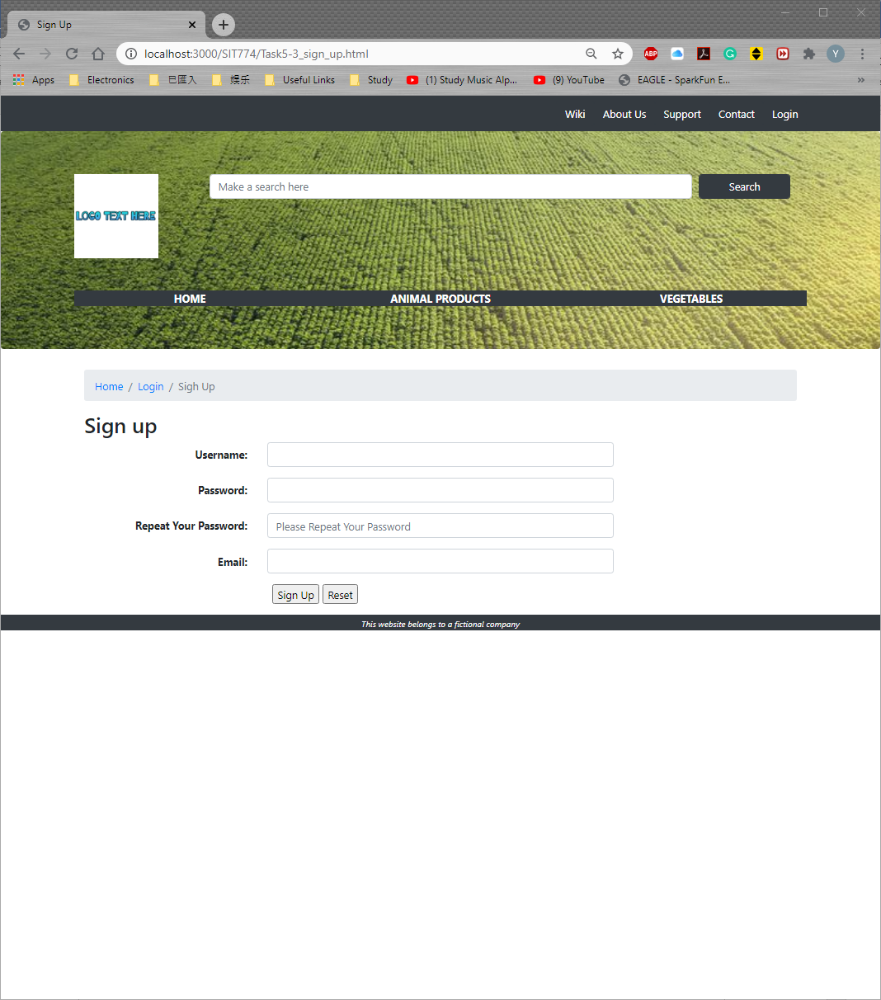 Sign Up
localhost:3000/SIT774/Task5-3_sign_up.html
ABP
G
Y
Apps Electronics 已匯入 娱乐 Useful Links Study (1) Study Music Alp... (9) YouTube EAGLE - SparkFun E... »
Wiki About Us Support Contact Login
Make a search here Search
LOGO TEXT HERE
HOME ANIMAL PRODUCTS VEGETABLES
Home / Login / Sigh Up
Sign up
Username:
Password:
Repeat Your Password: Please Repeat Your Password
Email:
Sign Up Reset
This website belongs to a fictional company